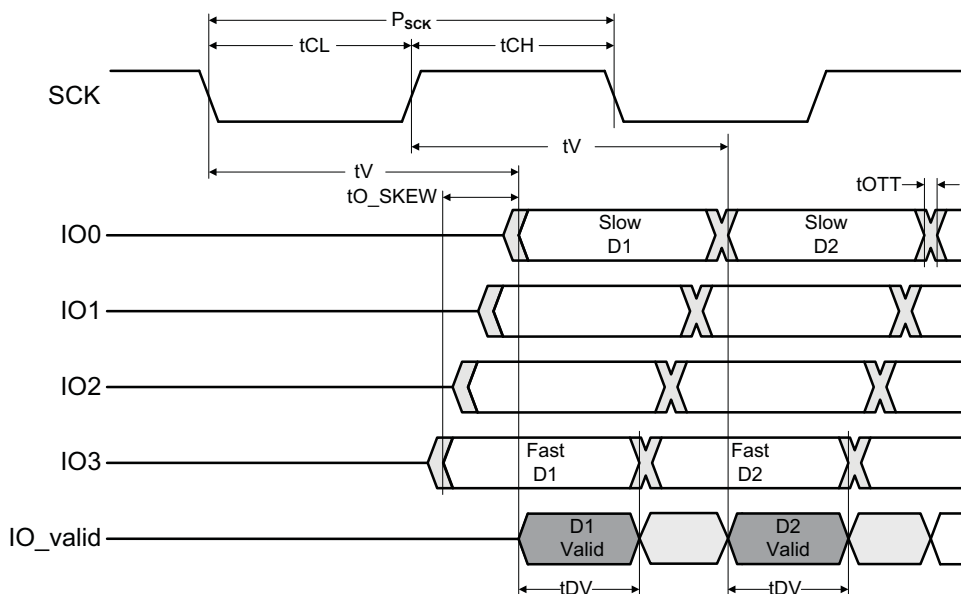 PSCK
tCL
tCH
SCK
tV
tV
tO_SKEW
tOTT
IO0
Slow
D1
Slow
D2
IO1
IO2
IO3
Fast
D1
Fast
D2
IO_valid
D1
Valid
D2
Valid
tDV
tDV